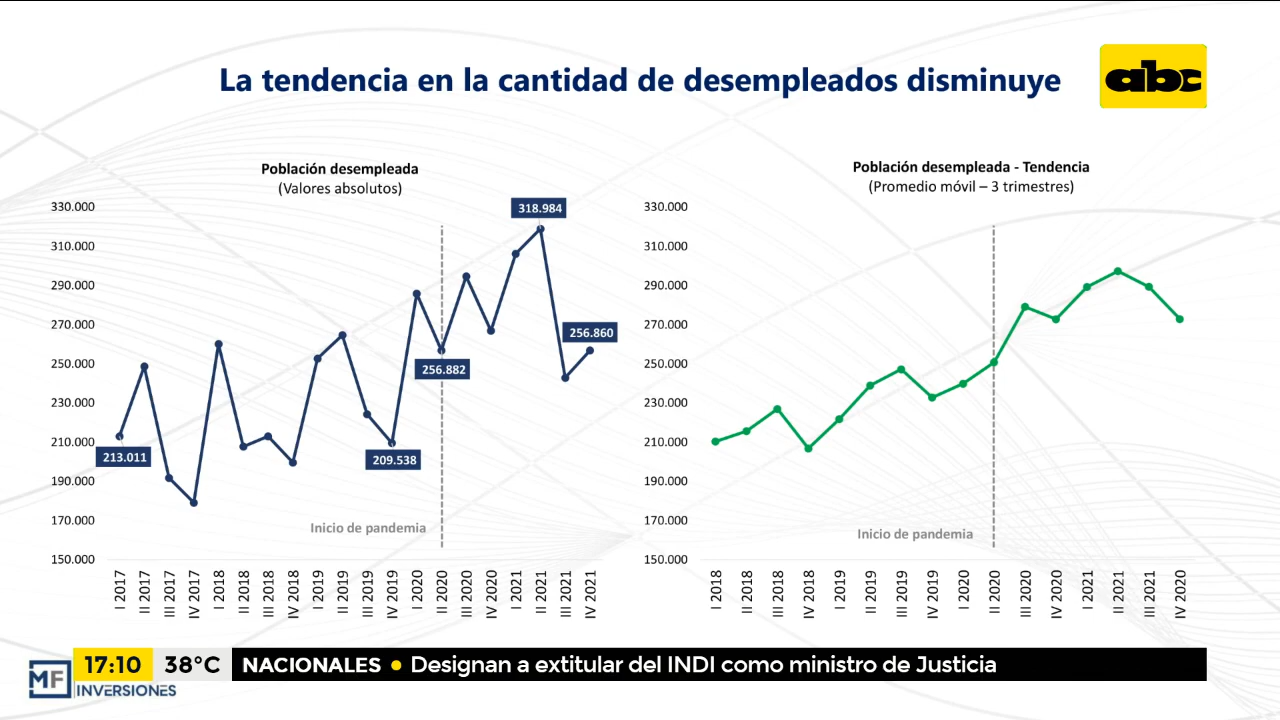 La tendencia en la cantidad de desempleados disminuye
abc
Población desempleada
(Valores absolutos)
330.000
310.000
290.000
270.000
250.000
230.000
210.000
190.000
170.000
150.000
213.011
209.538
256.882
318.984
256.860
Inicio de pandemia
I 2017
II 2017
III 2017
IV 2017
I 2018
II 2018
III 2018
IV 2018
I 2019
II 2019
III 2019
IV 2019
I 2020
II 2020
III 2020
IV 2020
I 2021
II 2021
III 2021
IV 2021
Población desempleada - Tendencia
(Promedio móvil – 3 trimestres)
330.000
310.000
290.000
270.000
250.000
230.000
210.000
190.000
170.000
150.000
Inicio de pandemia
I 2018
II 2018
III 2018
IV 2018
I 2019
II 2019
III 2019
IV 2019
I 2020
II 2020
III 2020
IV 2020
I 2021
II 2021
III 2021
IV 2020
MF
INVERSIONES
17:10 38°C NACIONALES • Designan a extitular del INDI como ministro de Justicia